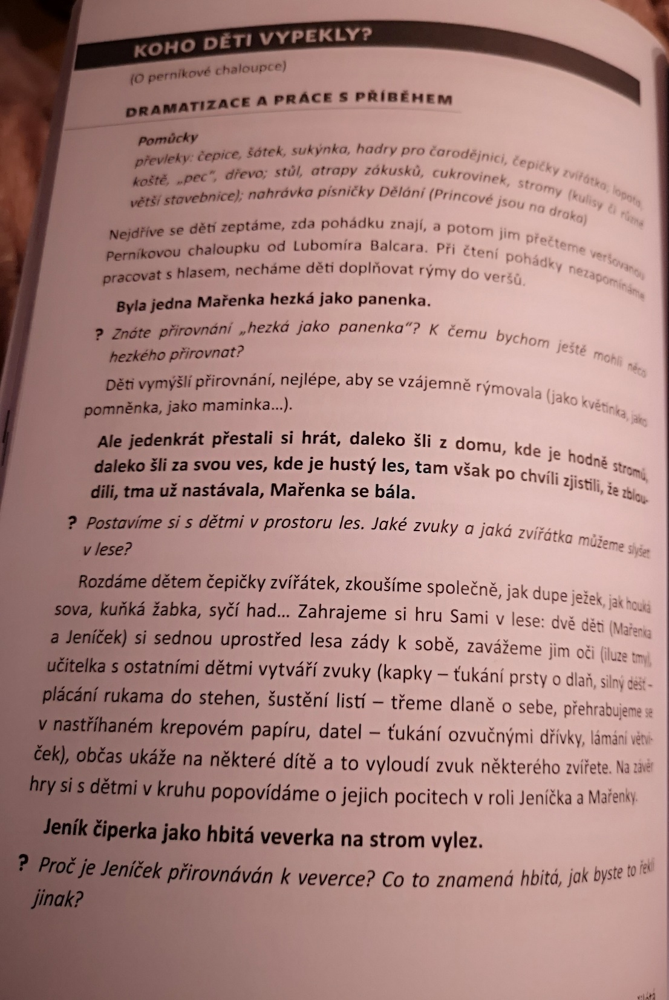 KOHO DĚTI VYPEKLY?
(O perníkové chaloupce)
DRAMATIZACE A PRÁCE S PŘÍBĚHEM
Pomůcky
převleky: čepice, šátek, sukýnka, hadry pro čarodějnici, čepičky zvířátka; lopata,
koště, „pec“, dřevo; stůl, atrapy zákusků, cukrovinek, stromy (kulisy či různé
větší stavebnice); nahrávka písničky Dělání (Princové jsou na draka)
Nejdříve se dětí zeptáme, zda pohádku znají, a potom jim přečteme veršovanou
Perníkovou chaloupku od Lubomíra Balcara. Při čtení pohádky nezapomínáme
pracovat s hlasem, necháme děti doplňovat rýmy do veršů.
Byla jedna Mařenka hezká jako panenka.
? Znáte přirovnání „hezká jako panenka“? K čemu bychom ještě mohli něco
hezkého přirovnat?
Děti vymýšlí přirovnání, nejlépe, aby se vzájemně rýmovala (jako květinka, jako
pomněnka, jako maminka...).
Ale jedenkrát přestali si hrát, daleko šli z domu, kde je hodně stromů,
daleko šli za svou ves, kde je hustý les, tam však po chvíli zjistili, že zblou-
dili, tma už nastávala, Mařenka se bála.
? Postavíme si s dětmi v prostoru les. Jaké zvuky a jaká zvířátka můžeme slyšet
v lese?
Rozdáme dětem čepičky zvířátek, zkoušíme společně, jak dupe ježek, jak houká
sova, kuňká žabka, syčí had... Zahrajeme si hru Sami v lese: dvě děti (Mařenka
a Jeníček) si sednou uprostřed lesa zády k sobě, zavážeme jim oči (iluze tmy),
učitelka s ostatními dětmi vytváří zvuky (kapky – ťukání prsty o dlaň, silný déšť –
plácání rukama do stehen, šustění listí – třeme dlaně o sebe, přehrabujeme se
v nastříhaném krepovém papíru, datel – ťukání ozvučnými dřívky, lámání větvi-
ček), občas ukáže na některé dítě a to vyloudí zvuk některého zvířete. Na závěr
hry si s dětmi v kruhu popovídáme o jejich pocitech v roli Jeníčka a Mařenky.
Jeník čiperka jako hbitá veverka na strom vylez.
? Proč je Jeníček přirovnáván k veverce? Co to znamená hbitá, jak byste to řekli
jinak?